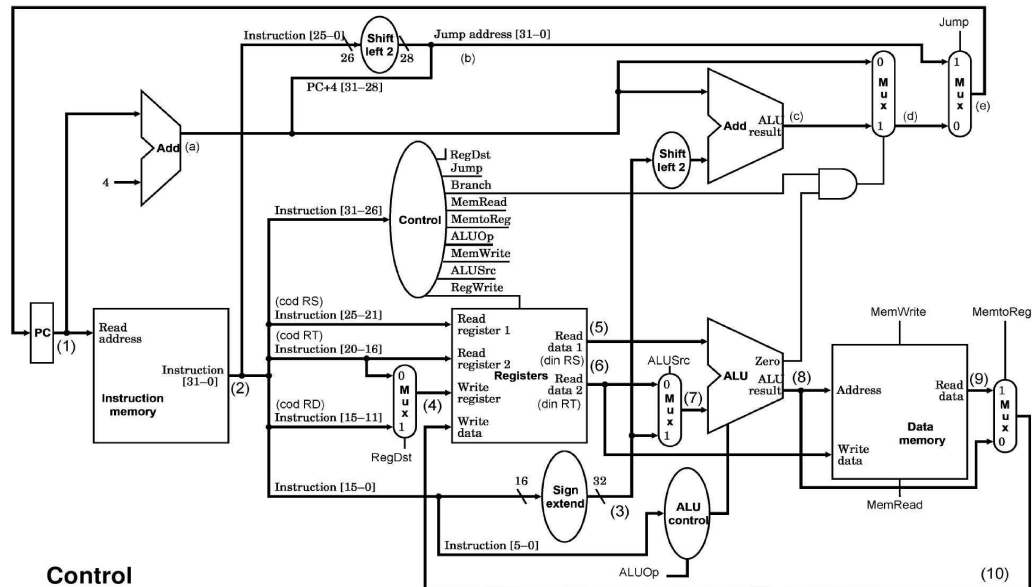 Jump
Instruction [25–0]
26
Shift
left 2
28
Jump address [31–0]
(b)
PC+4 [31–28]
0
M
u
x
1
(d)
1
M
u
x
0
(e)
Add
(a)
4
Add
ALU
result
(c)
Shift
left 2
Control
RegDst
Jump
Branch
MemRead
MemtoReg
ALUOp
MemWrite
ALUSrc
RegWrite
Instruction [31–26]
PC
(1)
Read
address
Instruction
[31–0]
Instruction
memory
(2)
(cod RS)
Instruction [25–21]
(cod RT)
Instruction [20–16]
(cod RD)
Instruction [15–11]
0
M
u
x
1
RegDst
(4)
Read
register 1
Read
register 2
Write
register
Write
data
Registers
Read
data 1
(din RS)
Read
data 2
(din RT)
(5)
(6)
ALUSrc
0
M
u
x
1
(7)
ALU
Zero
ALU
result
(8)
MemWrite
Address
Read
data
Data
memory
Write
data
MemRead
(9)
MemtoReg
1
M
u
x
0
Instruction [15–0]
16
Sign
extend
32
(3)
ALU
control
Instruction [5–0]
ALUOp
(10)
Control